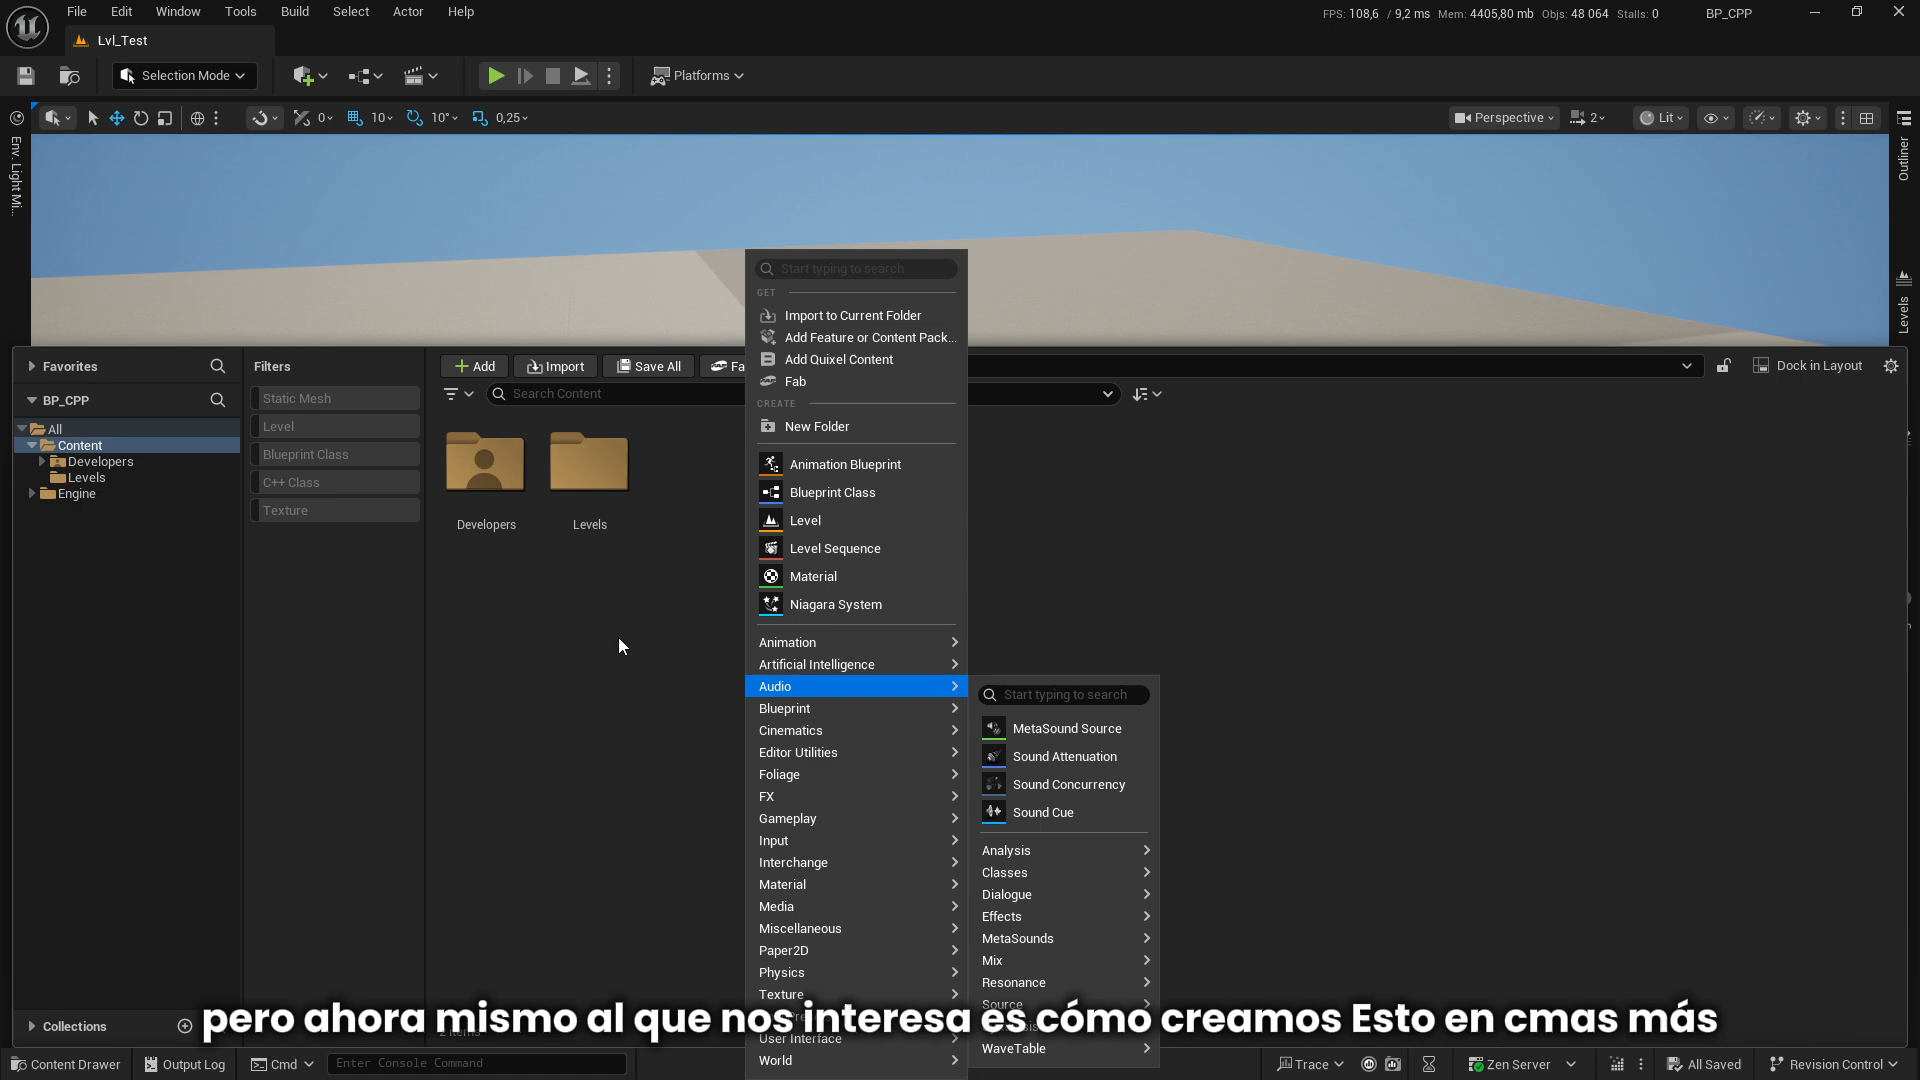 File Edit Window Tools Build Select Actor Help
FPS: 108,6 / 9,2 ms Mem: 4405,80 mb Objs: 48 064 Stalls: 0 BP_CPP
Lvl_Test
Selection Mode Platforms
0 10 10° 0,25 Perspective 2 Lit
Env. Light Mi...
Outliner
Levels
Start typing to search
GET
Import to Current Folder
Add Feature or Content Pack...
Add Quixel Content
Fab
CREATE
New Folder
Animation Blueprint
Blueprint Class
Level
Level Sequence
Material
Niagara System
Animation
Artificial Intelligence
Audio
Blueprint
Cinematics
Editor Utilities
Foliage
FX
Gameplay
Input
Interchange
Material
Media
Miscellaneous
Paper2D
Physics
Texture
User Interface
World
Start typing to search
MetaSound Source
Sound Attenuation
Sound Concurrency
Sound Cue
Analysis
Classes
Dialogue
Effects
MetaSounds
Mix
Resonance
Source
WaveTable
Favorites
BP_CPP
All
Content
Developers
Levels
Engine
Collections
Filters
Static Mesh
Level
Blueprint Class
C++ Class
Texture
Add Import Save All Fa
Dock in Layout
Search Content
Developers Levels
pero ahora mismo al que nos interesa es cómo creamos Esto en cmas más
Content Drawer Output Log Cmd Enter Console Command Trace Zen Server All Saved Revision Control